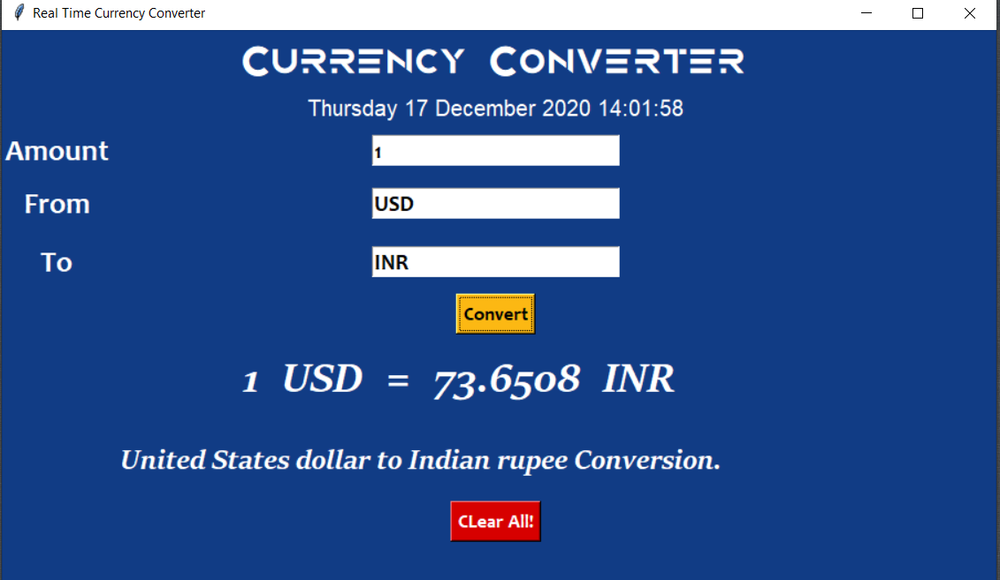 Real Time Currency Converter
Currency Converter
Thursday 17 December 2020 14:01:58
Amount 1
From USD
To INR
Convert
1 USD = 73.6508 INR
United States dollar to Indian rupee Conversion.
CLear All!